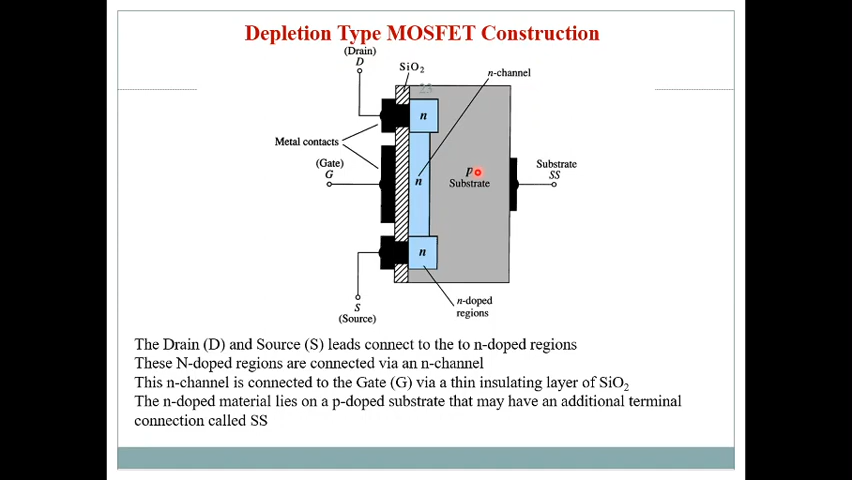 Depletion Type MOSFET Construction
(Drain)
D
SiO2
n-channel
23
n
Metal contacts
(Gate)
G
n
p
Substrate
Substrate
SS
n
S
(Source)
n-doped
regions
The Drain (D) and Source (S) leads connect to the to n-doped regions
These N-doped regions are connected via an n-channel
This n-channel is connected to the Gate (G) via a thin insulating layer of SiO2
The n-doped material lies on a p-doped substrate that may have an additional terminal
connection called SS